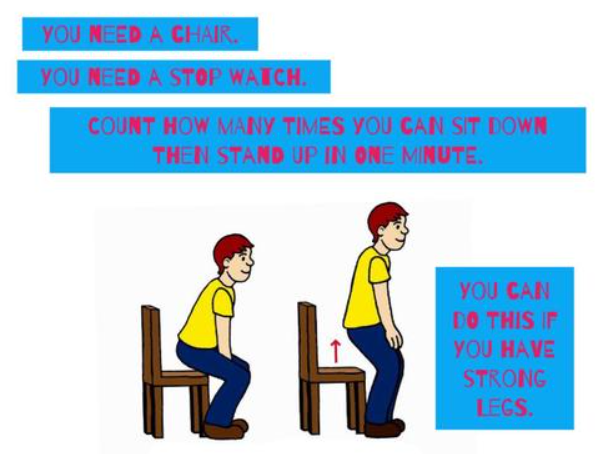 YOU NEED A CHAIR.
YOU NEED A STOP WATCH.
COUNT HOW MANY TIMES YOU CAN SIT DOWN
THEN STAND UP IN ONE MINUTE.
YOU CAN
DO THIS IF
YOU HAVE
STRONG
LEGS.